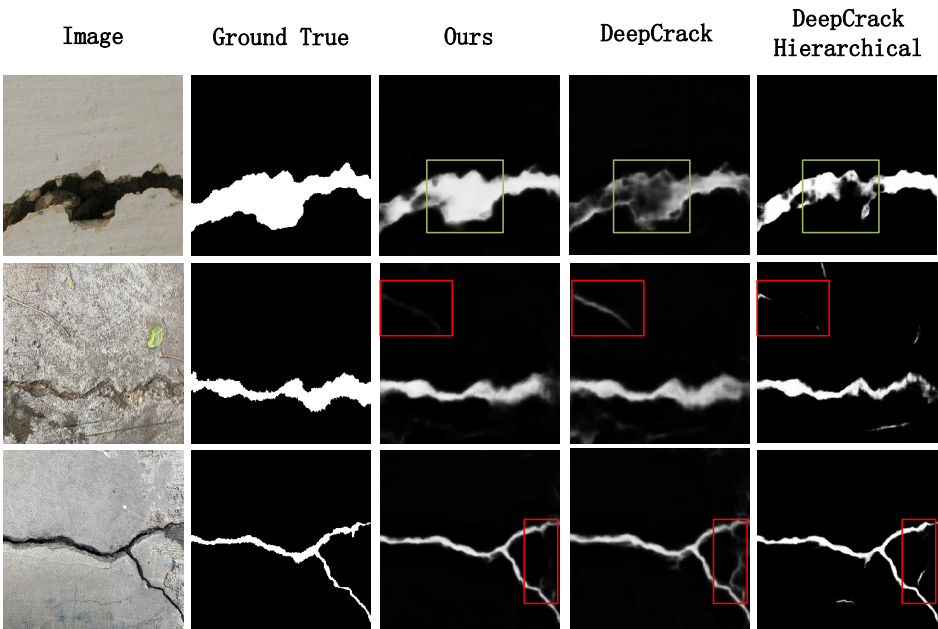 Image
Ground True
Ours
DeepCrack
DeepCrack
Hierarchical